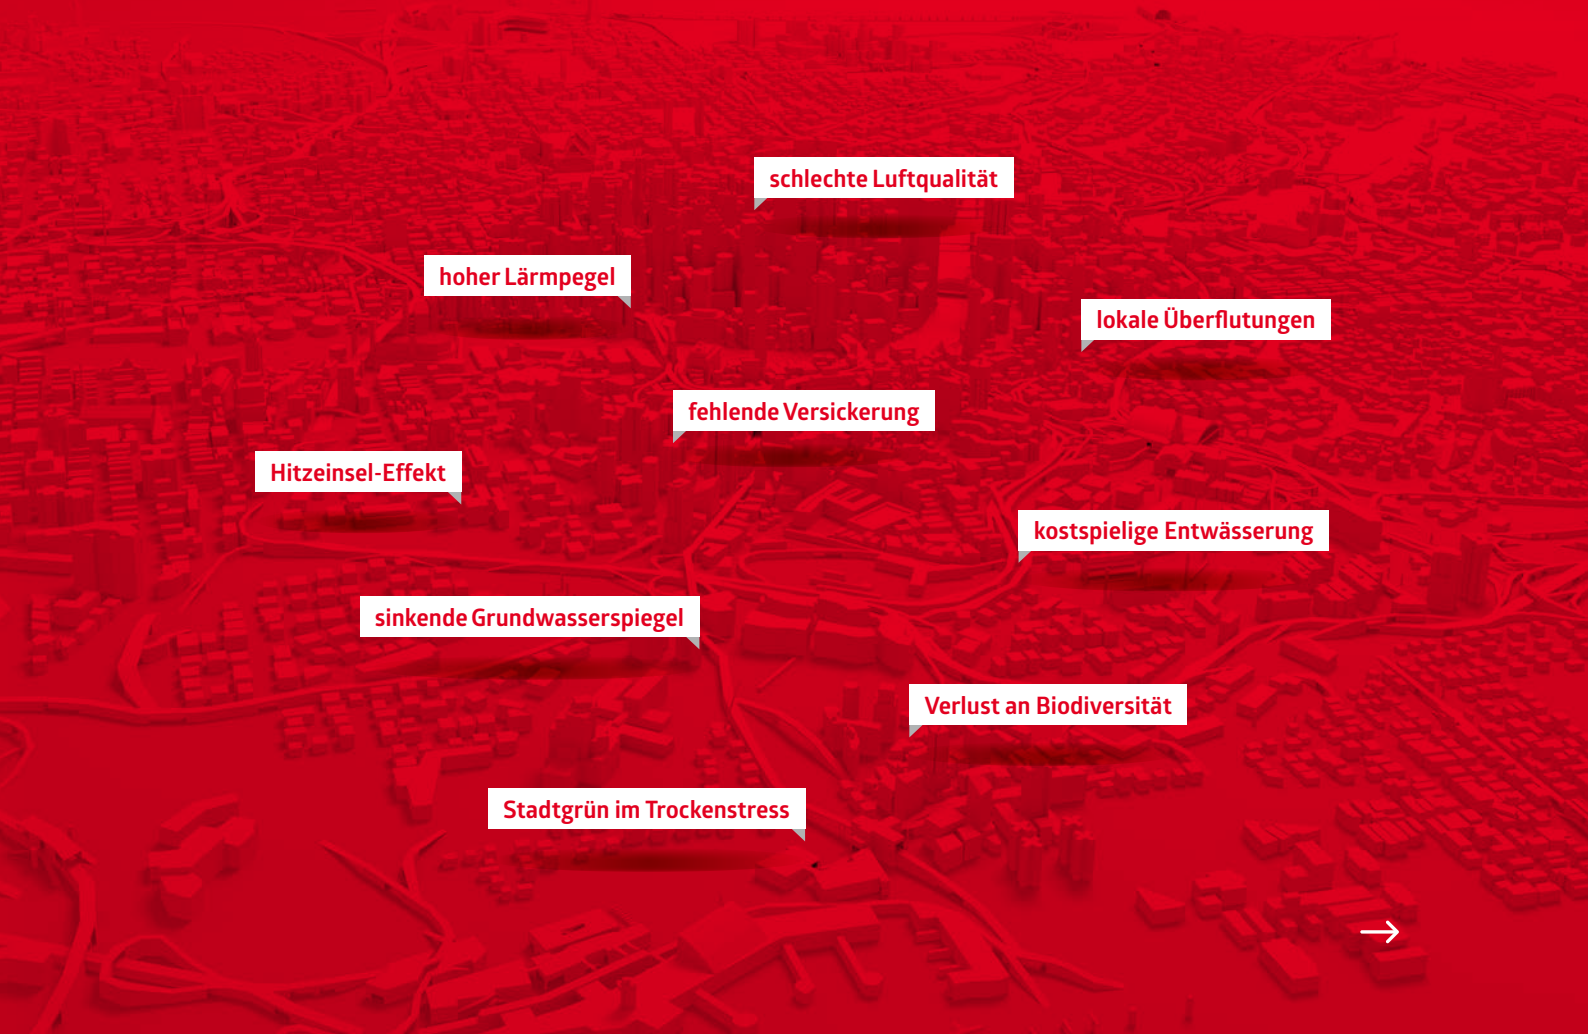 schlechte Luftqualität
hoher Lärmpegel
lokale Überflutungen
fehlende Versickerung
Hitzeinsel-Effekt
kostspielige Entwässerung
sinkende Grundwasserspiegel
Verlust an Biodiversität
Stadtgrün im Trockenstress